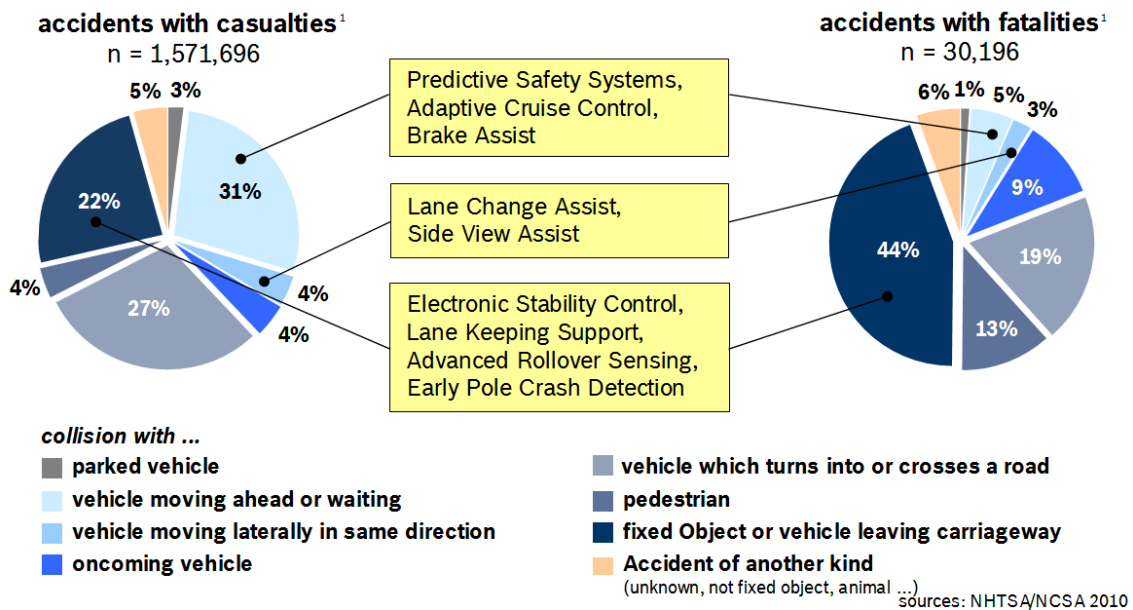 accidents with casualties¹
n = 1,571,696
accidents with fatalities¹
n = 30,196
5%
3%
31%
4%
4%
27%
4%
22%
Predictive Safety Systems,
Adaptive Cruise Control,
Brake Assist
Lane Change Assist,
Side View Assist
Electronic Stability Control,
Lane Keeping Support,
Advanced Rollover Sensing,
Early Pole Crash Detection
6%
1%
5%
3%
9%
19%
13%
44%
collision with ...
parked vehicle
vehicle moving ahead or waiting
vehicle moving laterally in same direction
oncoming vehicle
vehicle which turns into or crosses a road
pedestrian
fixed Object or vehicle leaving carriageway
Accident of another kind
(unknown, not fixed object, animal ...)
sources: NHTSA/NCSA 2010